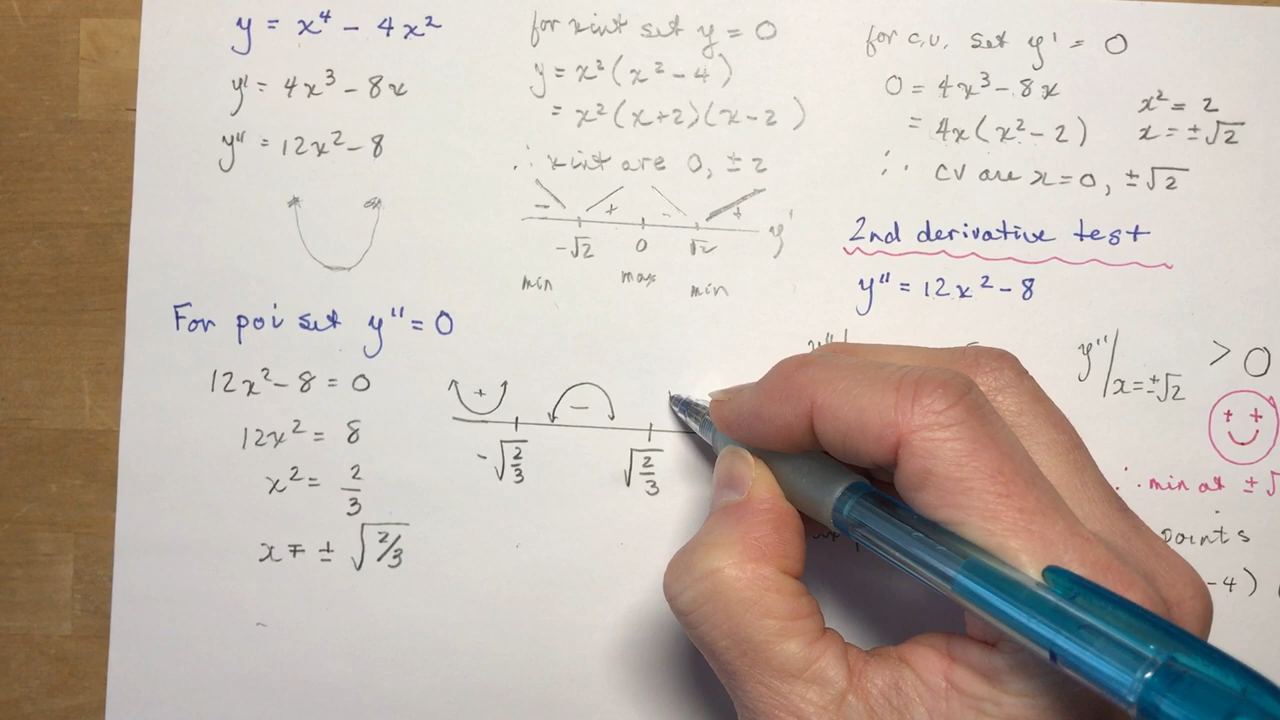 y = x⁴ - 4x²
y' = 4x³ - 8x
y'' = 12x² - 8
for x int set y = 0
y = x²(x² - 4)
= x²(x+2)(x-2)
∴ x int are 0, ±2
- + - +
-√2 0 √2 y'
min max min
for c.v. set y' = 0
0 = 4x³ - 8x
= 4x(x² - 2)
x² = 2
x = ±√2
∴ cv are x = 0, ±√2
2nd derivative test
y'' = 12x² - 8
y''/x=±√2 > 0
+ +
∴ min at ±√
points
-4)
For poi set y'' = 0
12x² - 8 = 0
12x² = 8
x² = 2/3
x = ± √2/3
+ -
-√2/3 √2/3